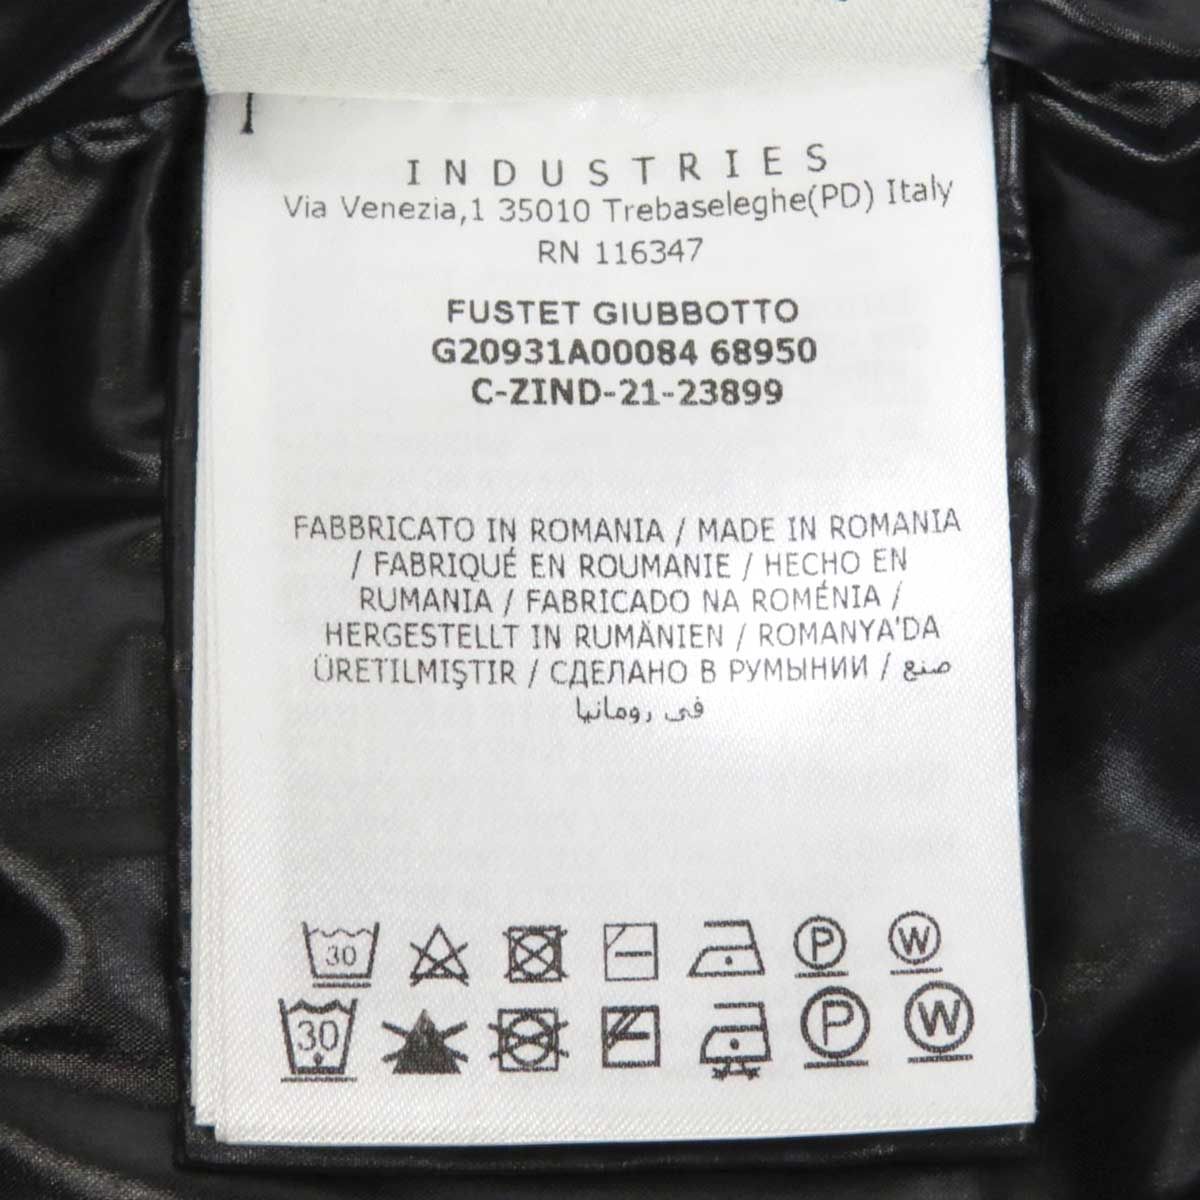 INDUSTRIES
Via Venezia,1 35010 Trebaseleghe(PD) Italy
RN 116347
FUSTET GIUBBOTTO
G20931A00084 68950
C-ZIND-21-23899
FABBRICATO IN ROMANIA / MADE IN ROMANIA
/ FABRIQUÉ EN ROUMANIE / HECHO EN
RUMANIA / FABRICADO NA ROMÉNIA /
HERGESTELLT IN RUMÄNIEN / ROMANYA'DA
ÜRETILMIŞTIR / СДЕЛАНО В РУМЫНИИ / صنع
في رومانيا
30 P W
30 P W